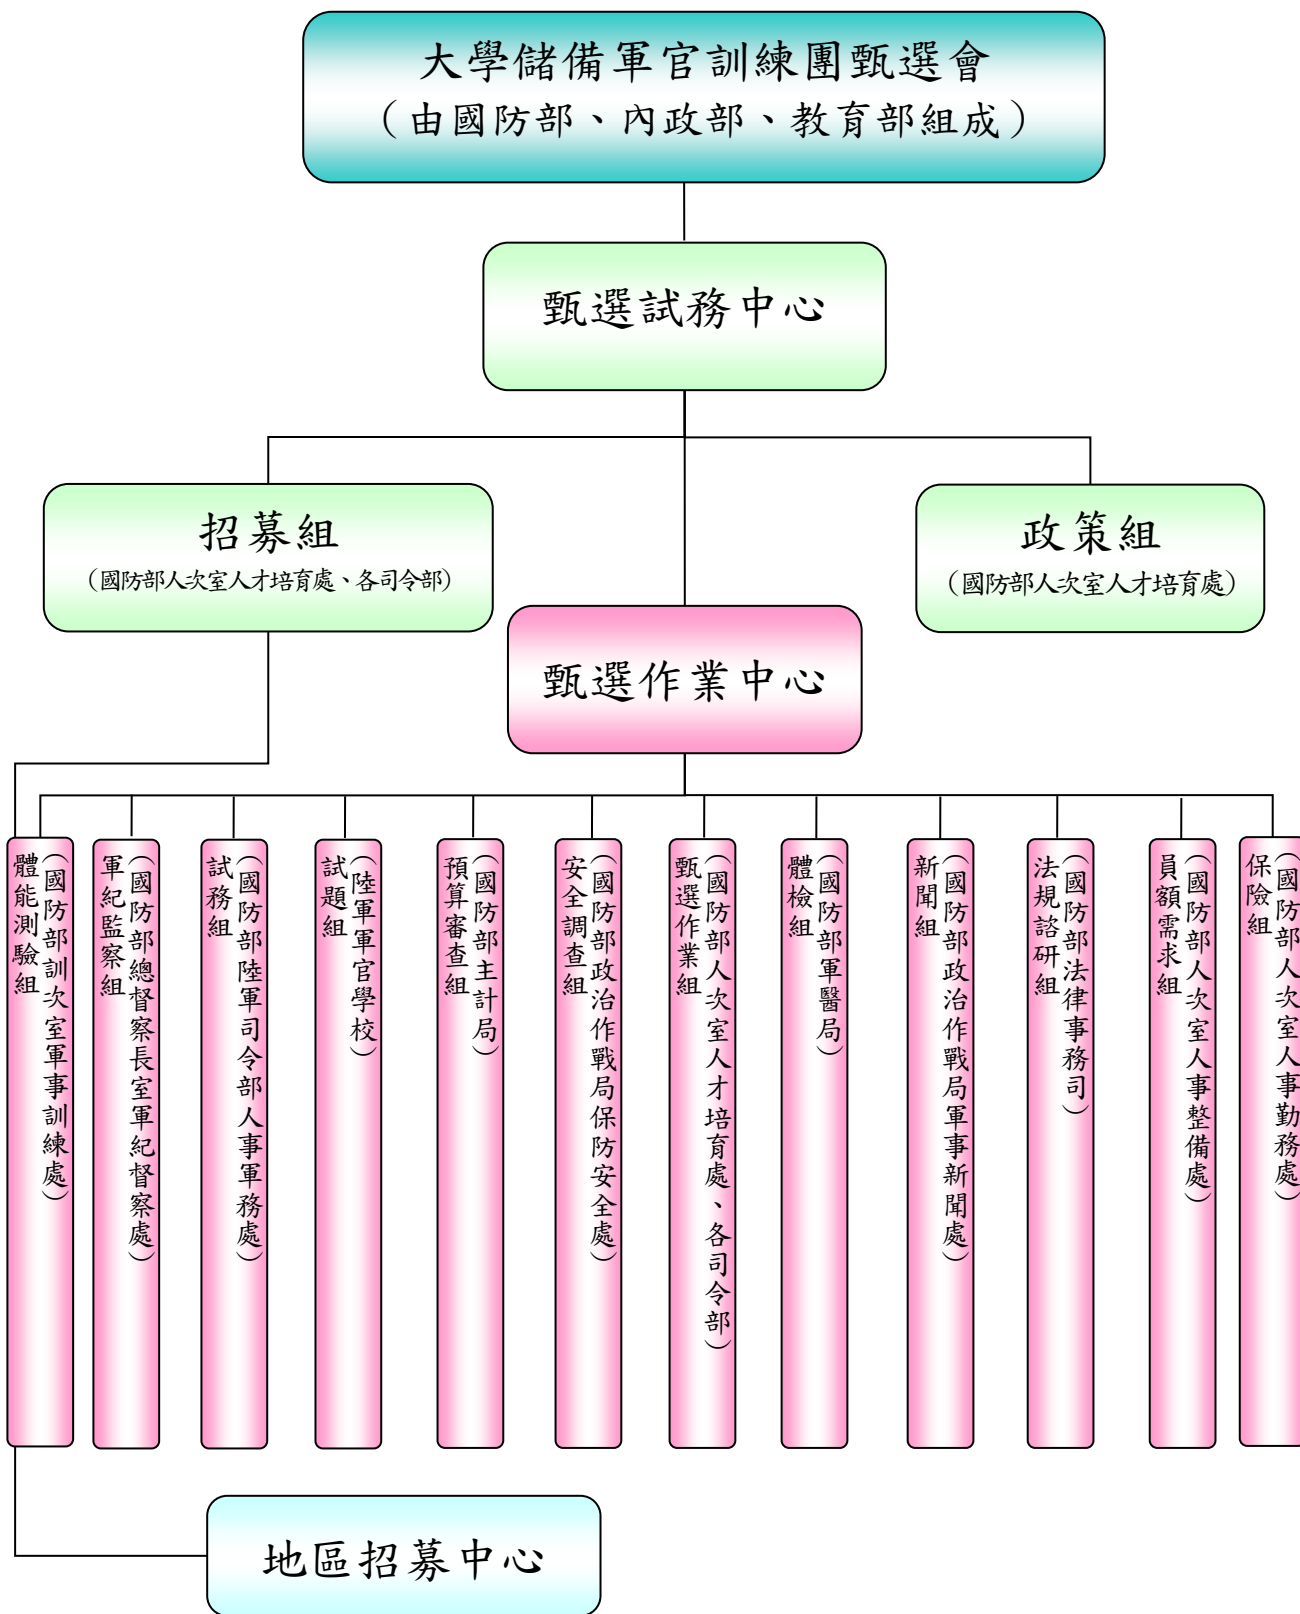 大學儲備軍官訓練團甄選會
（由國防部、內政部、教育部組成）
甄選試務中心
招募組
（國防部人次室人才培育處、各司令部）
政策組
（國防部人次室人才培育處）
甄選作業中心
體能測驗組
（國防部訓次室軍事訓練處）
軍紀監察組
（國防部總督察長室軍紀督察處）
試務組
（國防部陸軍司令部人事軍務處）
試題組
（陸軍軍官學校）
預算審查組
（國防部主計局）
安全調查組
（國防部政治作戰局保防安全處）
甄選作業組
（國防部人次室人才培育處、各司令部）
體檢組
（國防部軍醫局）
新聞組
（國防部政治作戰局軍事新聞處）
法規諮研組
（國防部法律事務司）
員額需求組
（國防部人次室人事整備處）
保險組
（國防部人次室人事勤務處）
地區招募中心